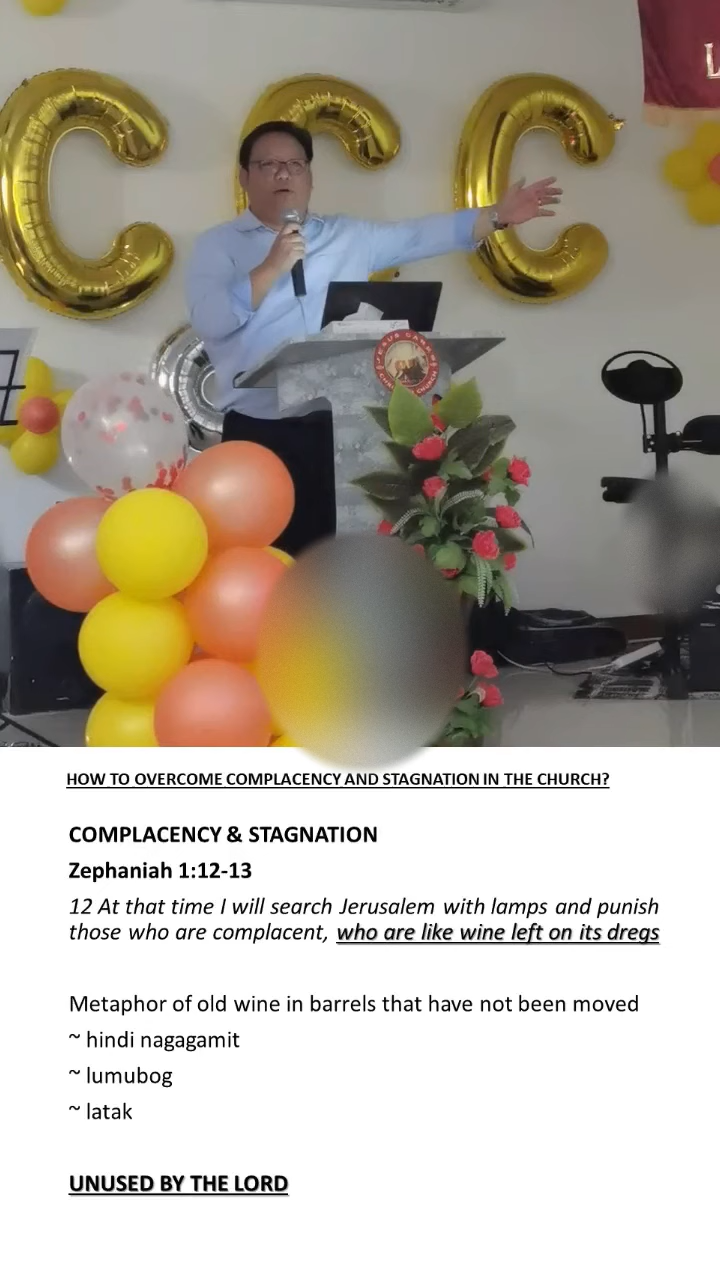 C C C
L
JESUS CARES
CHURCH
HOW TO OVERCOME COMPLACENCY AND STAGNATION IN THE CHURCH?
COMPLACENCY & STAGNATION
Zephaniah 1:12-13
12 At that time I will search Jerusalem with lamps and punish
those who are complacent, who are like wine left on its dregs
Metaphor of old wine in barrels that have not been moved
~ hindi nagagamit
~ lumubog
~ latak
UNUSED BY THE LORD